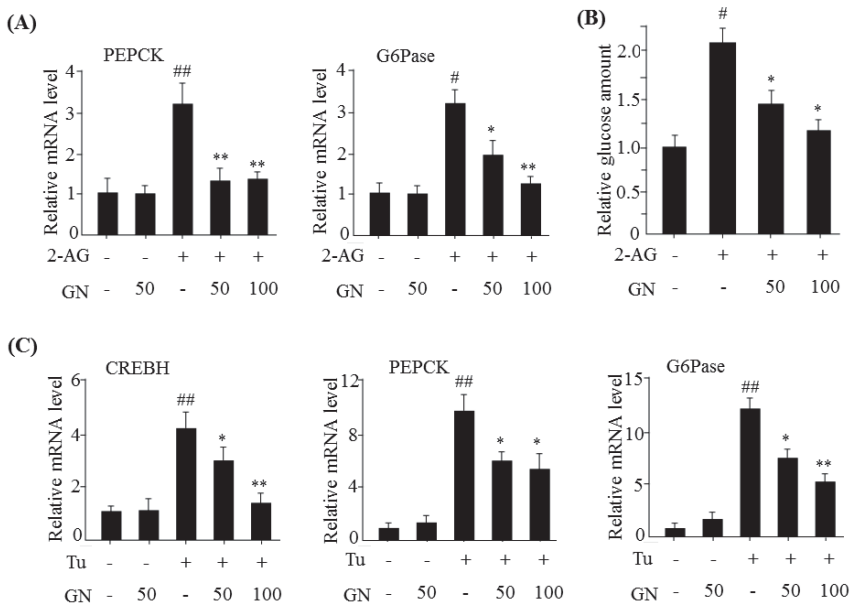 (A)
PEPCK
Relative mRNA level
4
3
2
1
0
##
**
**
2-AG - - + + +
GN - 50 - 50 100
G6Pase
Relative mRNA level
4
3
2
1
0
#
*
**
2-AG - - + + +
GN - 50 - 50 100
(B)
Relative glucose amount
2.0
1.5
1.0
0.5
0
#
*
*
2-AG - + + +
GN - - 50 100
(C)
CREBH
Relative mRNA level
6
4
2
0
##
*
**
Tu - - + + +
GN - 50 - 50 100
PEPCK
Relative mRNA level
12
8
4
0
##
*
*
Tu - - + + +
GN - 50 - 50 100
G6Pase
Relative mRNA level
15
10
5
0
##
*
**
Tu - - + + +
GN - 50 - 50 100